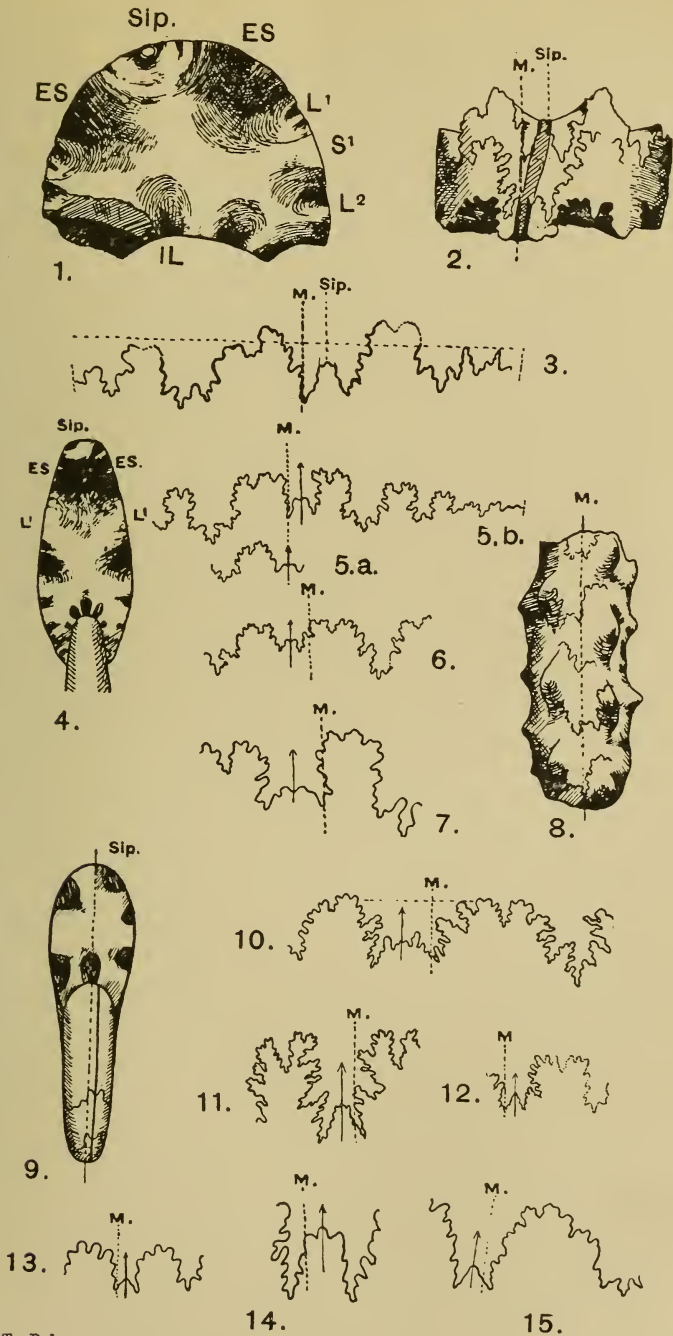 Sip. ES
ES L¹
S¹
L²
IL
1.
M. Sip.
2.
M. Sip.
3.
Sip.
ES ES.
L¹ L¹
4.
M.
5.a.
5.b.
M.
6.
M.
7.
M.
8.
Sip.
9.
M.
10.
M.
11.
M
12.
M.
13.
14.
M.
15.